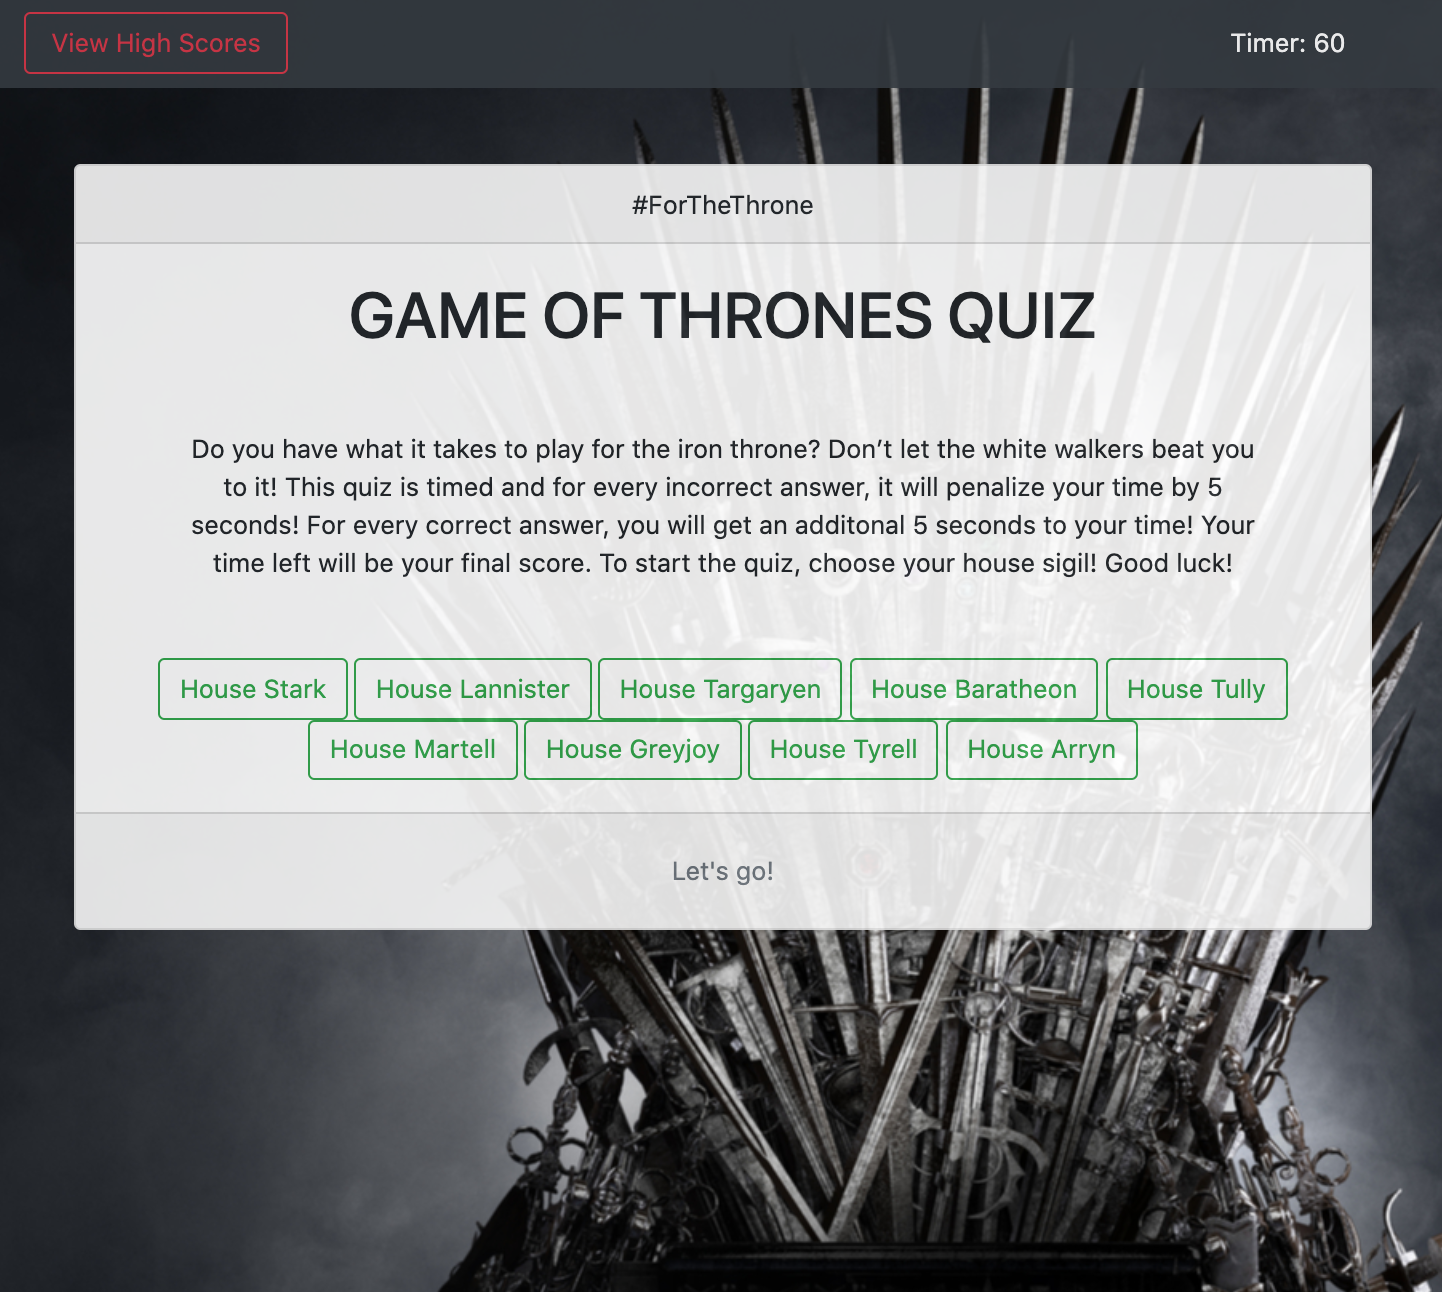 View High Scores
Timer: 60
#ForTheThrone
GAME OF THRONES QUIZ
Do you have what it takes to play for the iron throne? Don’t let the white walkers beat you
to it! This quiz is timed and for every incorrect answer, it will penalize your time by 5
seconds! For every correct answer, you will get an additonal 5 seconds to your time! Your
time left will be your final score. To start the quiz, choose your house sigil! Good luck!
House Stark House Lannister House Targaryen House Baratheon House Tully
House Martell House Greyjoy House Tyrell House Arryn
Let's go!